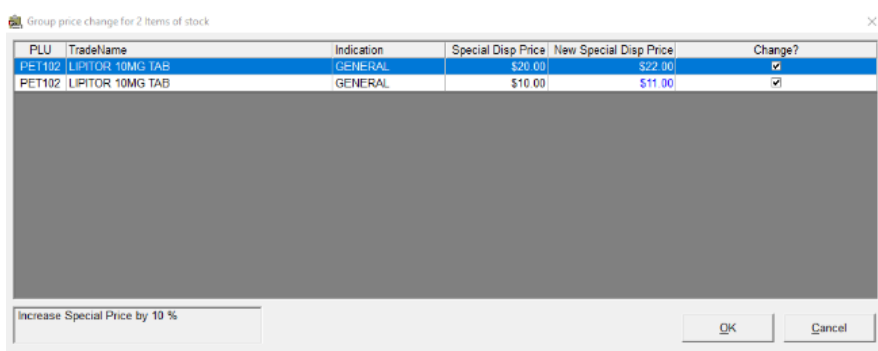 Group price change for 2 Items of stock
PLU TradeName Indication Special Disp Price New Special Disp Price Change?
PET102 LIPITOR 10MG TAB GENERAL $20.00 $22.00
PET102 LIPITOR 10MG TAB GENERAL $10.00 $11.00
Increase Special Price by 10 %
OK Cancel